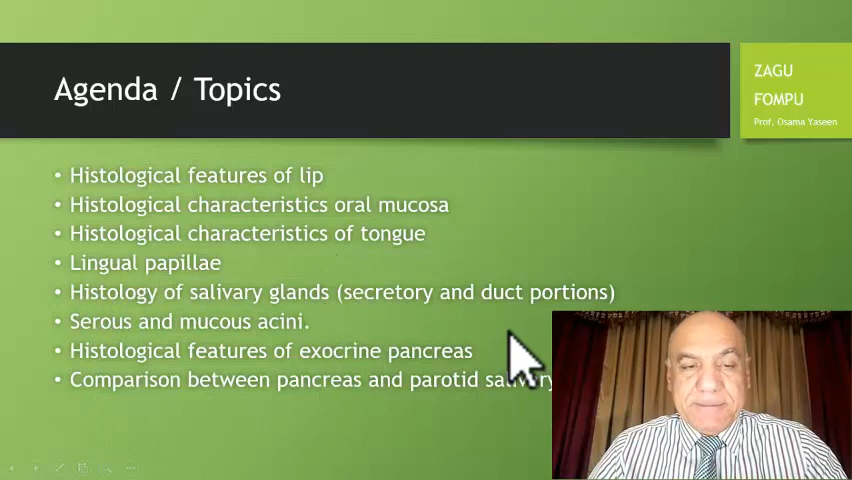 Agenda / Topics
ZAGU
FOMPU
Prof. Osama Yaseen
• Histological features of lip
• Histological characteristics oral mucosa
• Histological characteristics of tongue
• Lingual papillae
• Histology of salivary glands (secretory and duct portions)
• Serous and mucous acini.
• Histological features of exocrine pancreas
• Comparison between pancreas and parotid salivary